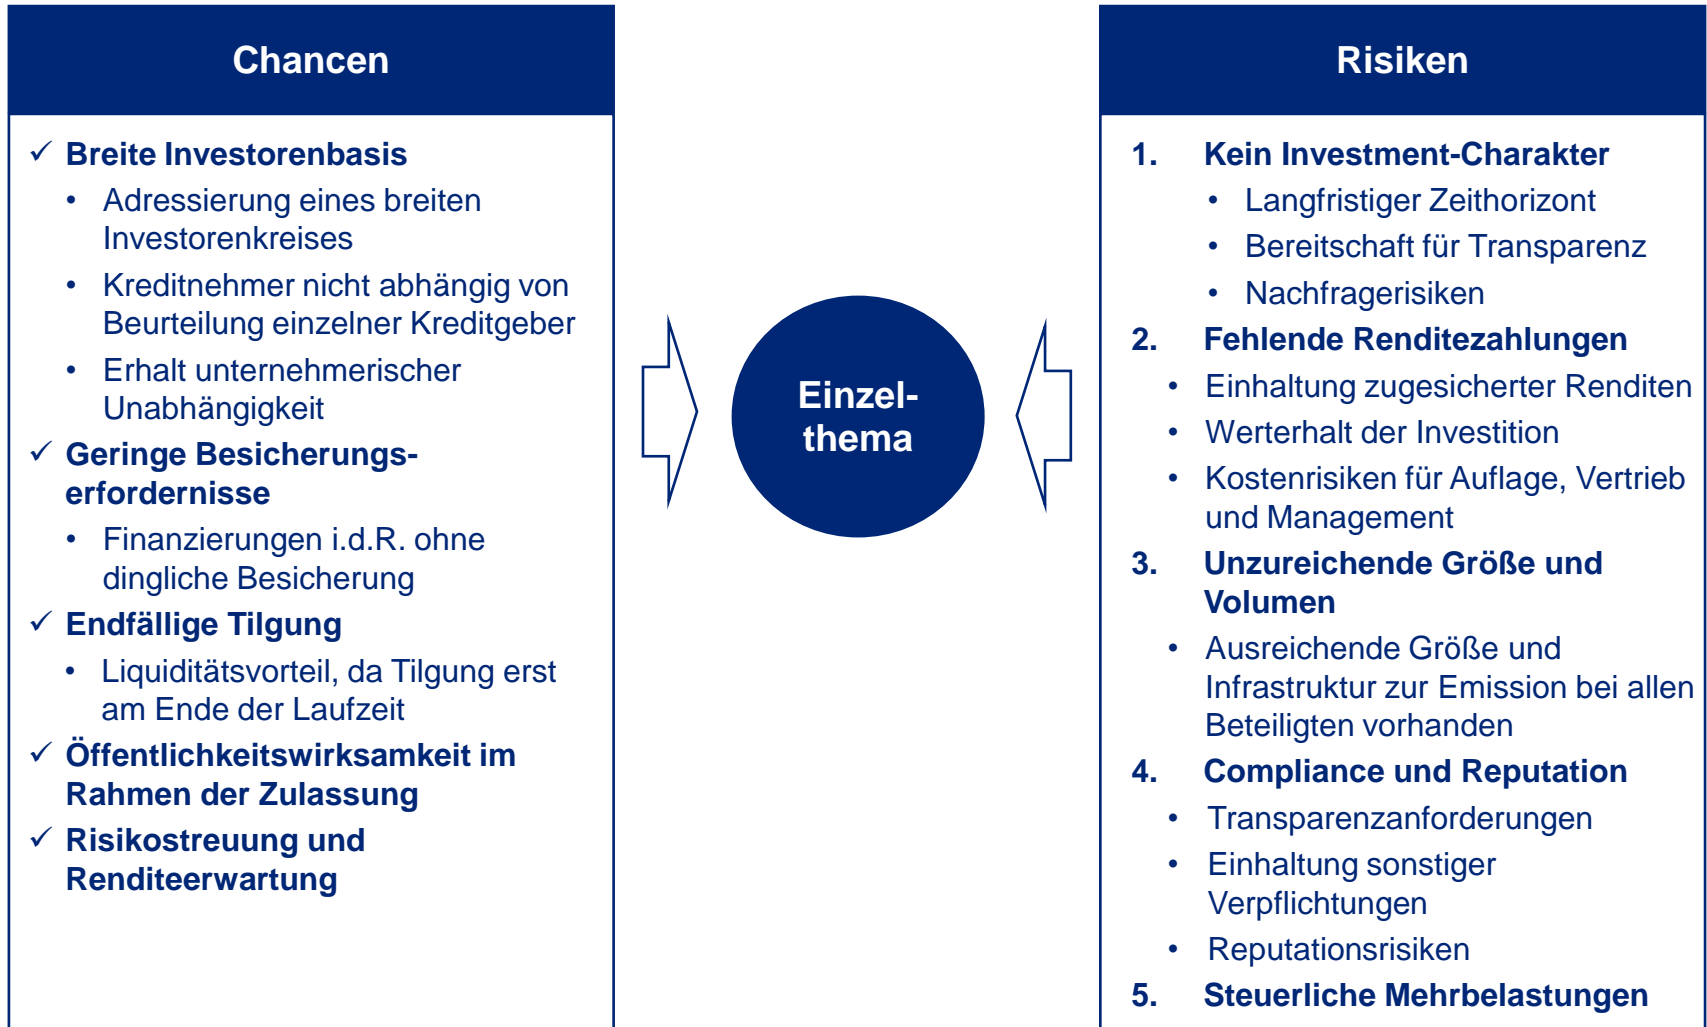 Chancen
✓ Breite Investorenbasis
• Adressierung eines breiten
Investorenkreises
• Kreditnehmer nicht abhängig von
Beurteilung einzelner Kreditgeber
• Erhalt unternehmerischer
Unabhängigkeit
✓ Geringe Besicherungs-
erfordernisse
• Finanzierungen i.d.R. ohne
dingliche Besicherung
✓ Endfällige Tilgung
• Liquiditätsvorteil, da Tilgung erst
am Ende der Laufzeit
✓ Öffentlichkeitswirksamkeit im
Rahmen der Zulassung
✓ Risikostreuung und
Renditeerwartung
Einzel-
thema
Risiken
1. Kein Investment-Charakter
• Langfristiger Zeithorizont
• Bereitschaft für Transparenz
• Nachfragerisiken
2. Fehlende Renditezahlungen
• Einhaltung zugesicherter Renditen
• Werterhalt der Investition
• Kostenrisiken für Auflage, Vertrieb
und Management
3. Unzureichende Größe und
Volumen
• Ausreichende Größe und
Infrastruktur zur Emission bei allen
Beteiligten vorhanden
4. Compliance und Reputation
• Transparenzanforderungen
• Einhaltung sonstiger
Verpflichtungen
• Reputationsrisiken
5. Steuerliche Mehrbelastungen